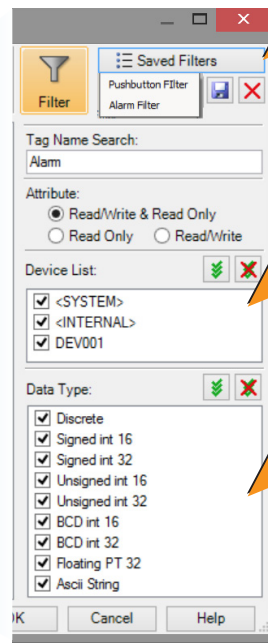 Saved Filters
Filter
Pushbutton FIlter
Alarm Filter
Tag Name Search:
Alarm
Attribute:
Read/Write & Read Only
Read Only Read/Write
Device List:
<SYSTEM>
<INTERNAL>
DEV001
Data Type:
Discrete
Signed int 16
Signed int 32
Unsigned int 16
Unsigned int 32
BCD int 16
BCD int 32
Floating PT 32
Ascii String
Cancel Help